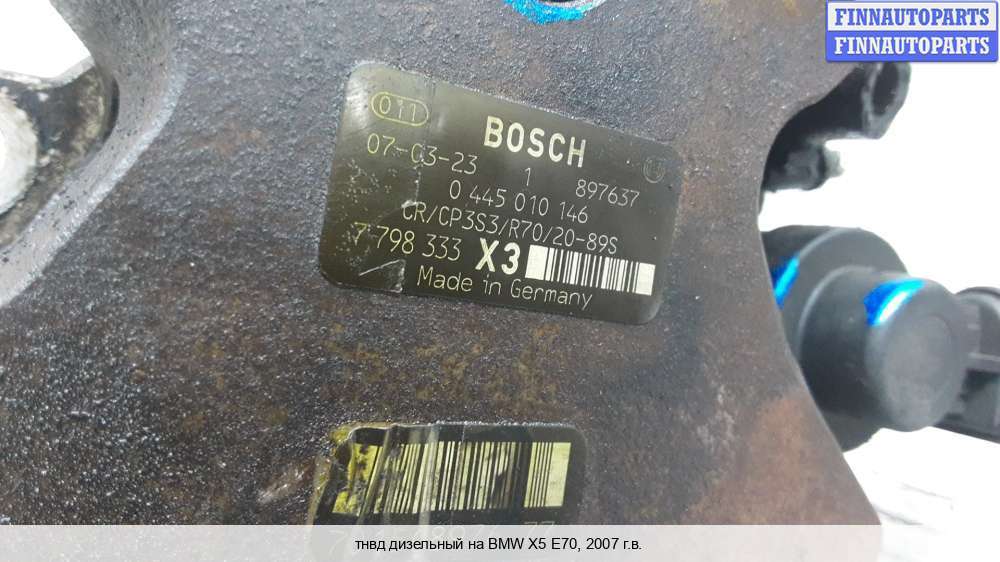 FINNAUTOPARTS
FINNAUTOPARTS
011
BOSCH
07-03-23 1 897637
0 445 010 146
CR/CP3S3/R70/20-89S
7 798 333 X3
Made in Germany
тнвд дизельный на BMW X5 E70, 2007 г.в.